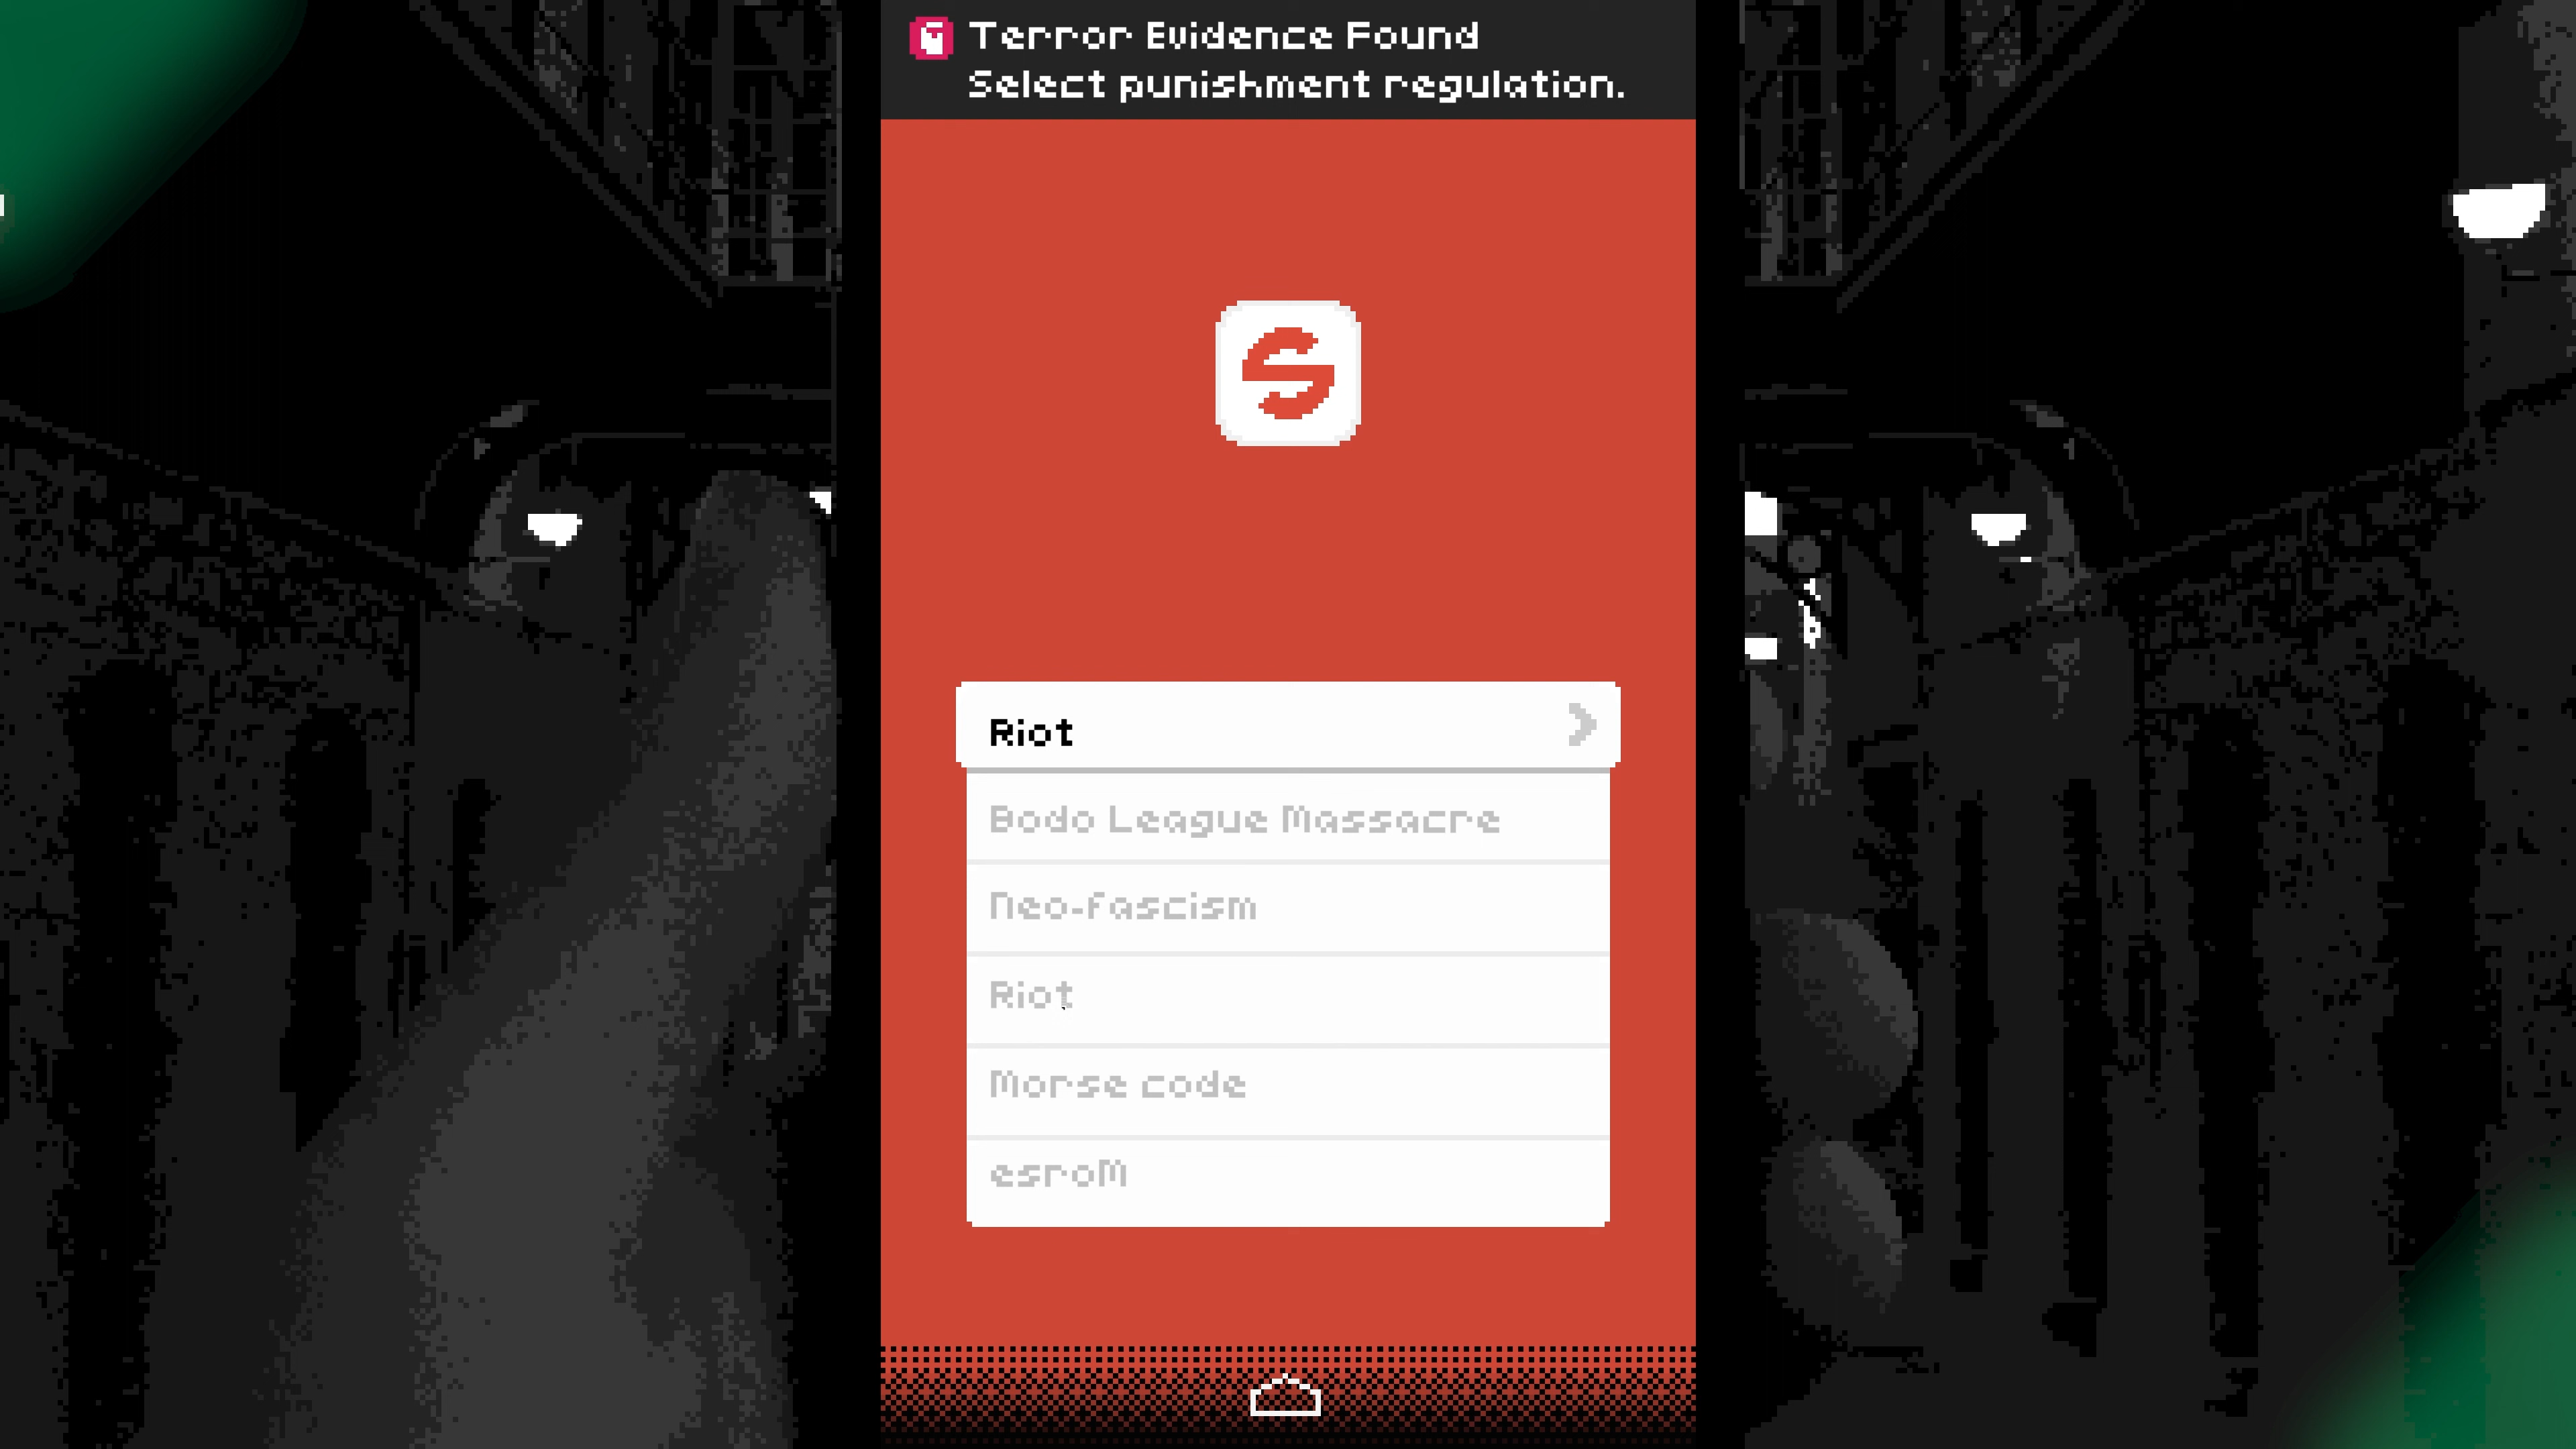 Terror Evidence Found
Select punishment regulation.
S
Riot
Bodo League Massacre
Neo-fascism
Riot
Morse code
esroM